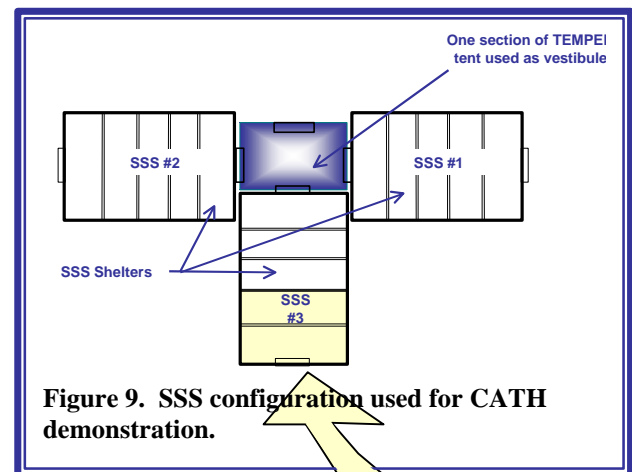 One section of TEMPE
tent used as vestibule
SSS #2
SSS #1
SSS Shelters
SSS
#3
Figure 9. SSS configuration used for CATH
demonstration.